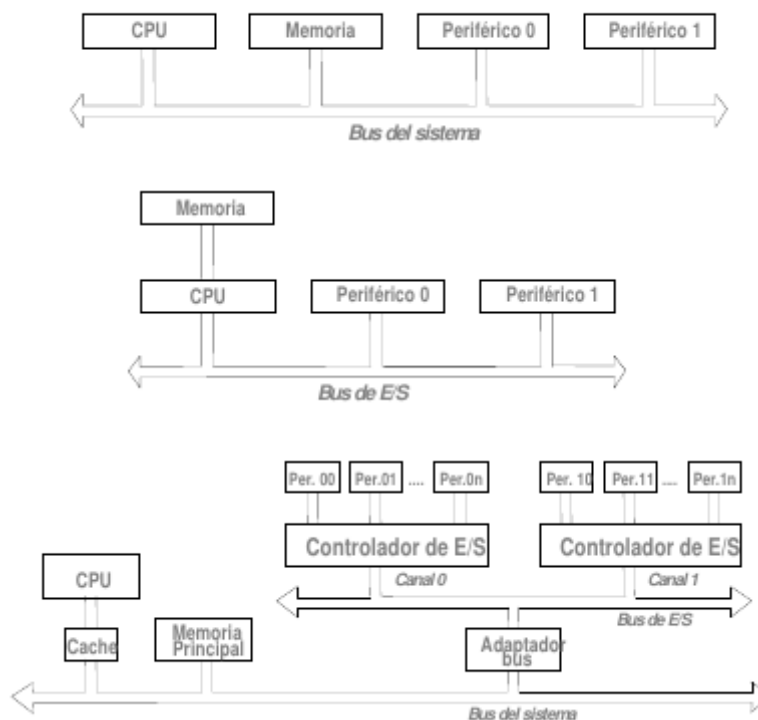 CPU Memoria Periférico 0 Periférico 1
Bus del sistema
Memoria
CPU Periférico 0 Periférico 1
Bus de E/S
Per. 00 Per.01 .... Per.0n Per. 10 Per.11 .... Per.1n
Controlador de E/S Controlador de E/S
Canal 0 Canal 1
CPU
Bus de E/S
Cache
Memoria
Principal
Adaptador
bus
Bus del sistema